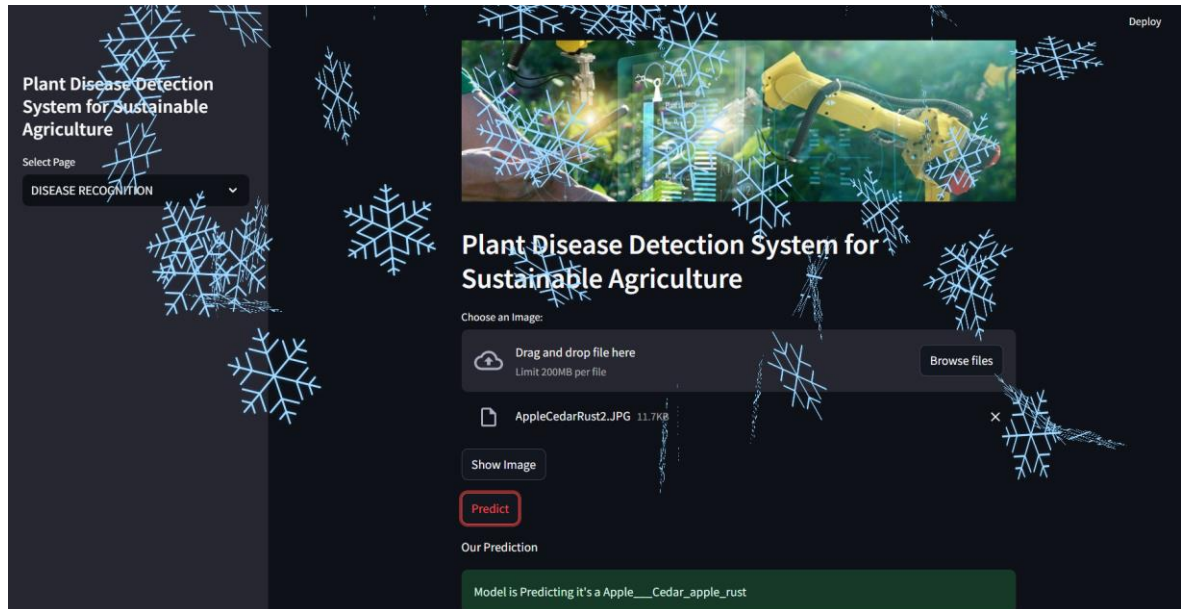 Deploy
Plant Disease Detection
System for Sustainable
Agriculture
Select Page
DISEASE RECOGNITION
Plant Disease Detection System for
Sustainable Agriculture
Choose an Image:
Drag and drop file here
Limit 200MB per file
Browse files
AppleCedarRust2.JPG 11.7KB
Show Image
Predict
Our Prediction
Model is Predicting it's a Apple___Cedar_apple_rust